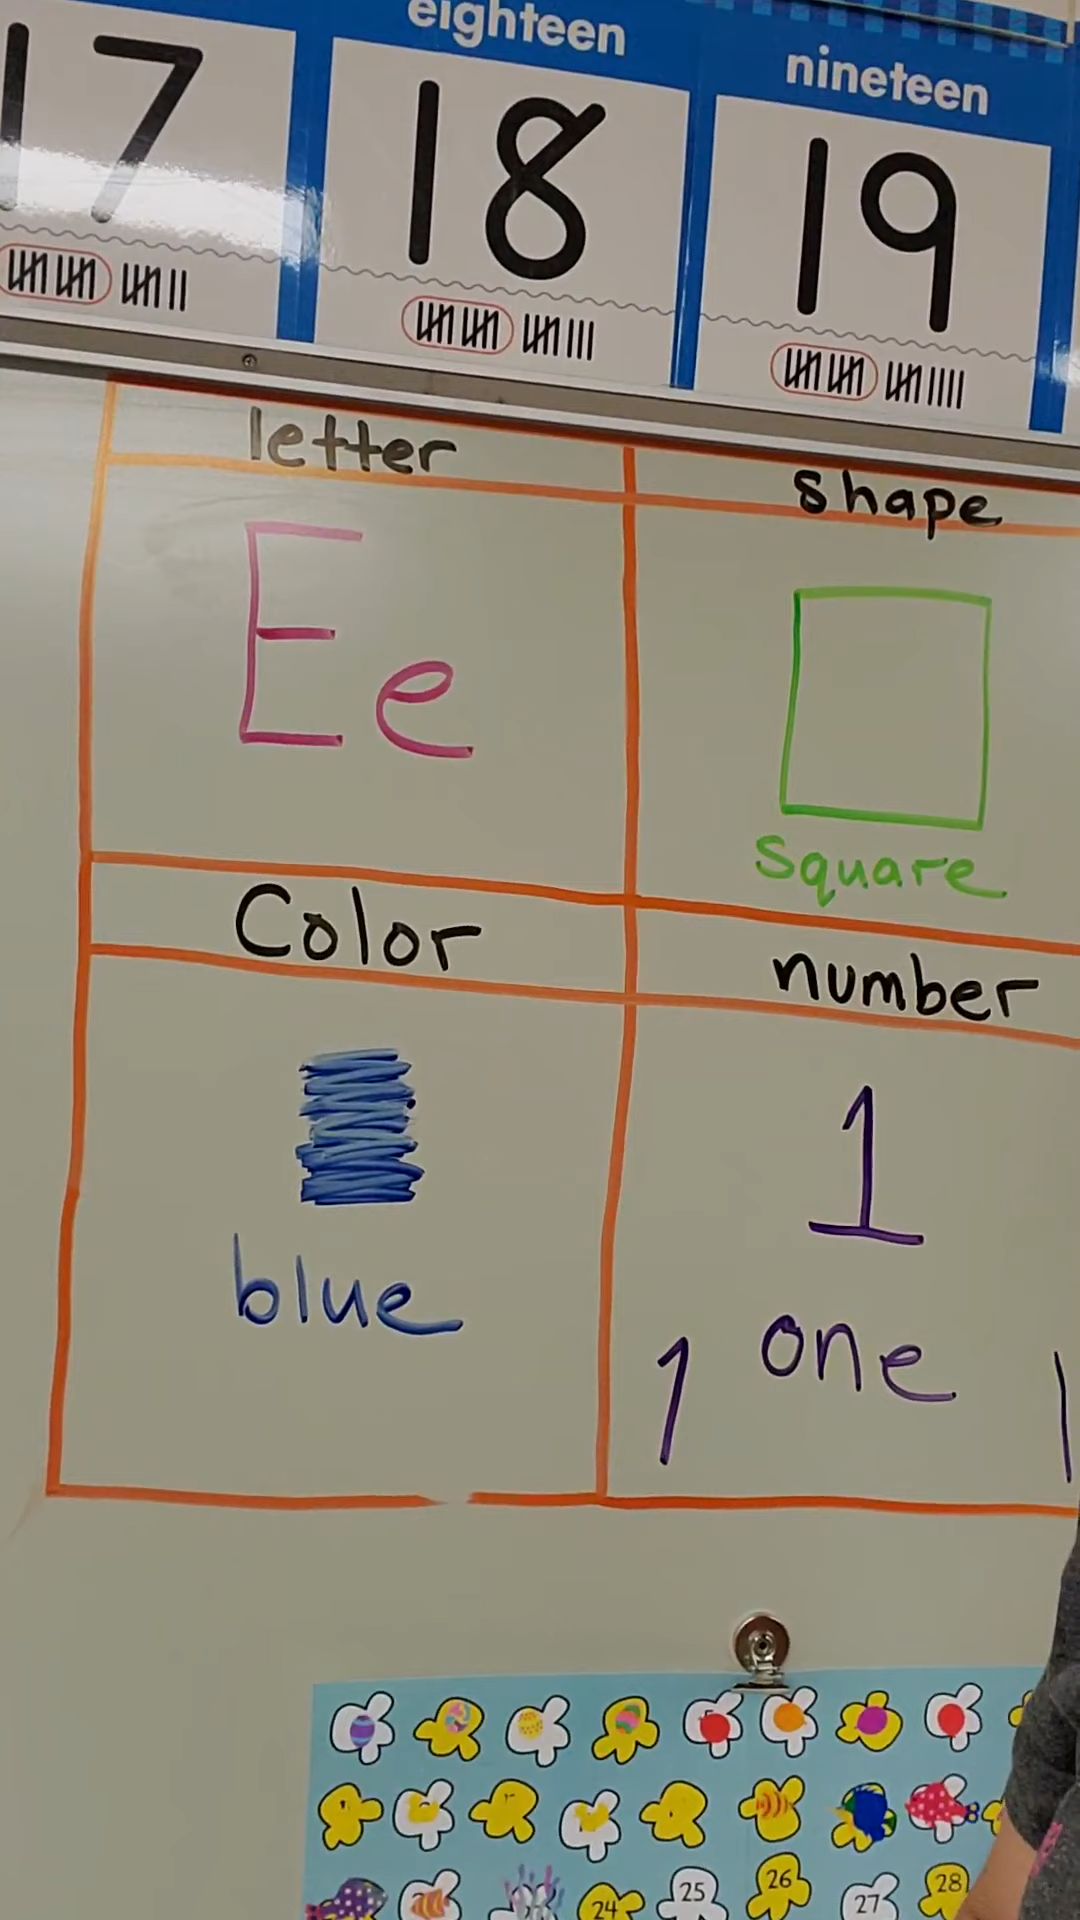 eighteen
nineteen
17
18
19
letter
shape
Ee
square
Color
number
1
blue
one
1
1
24
25
26
27
28